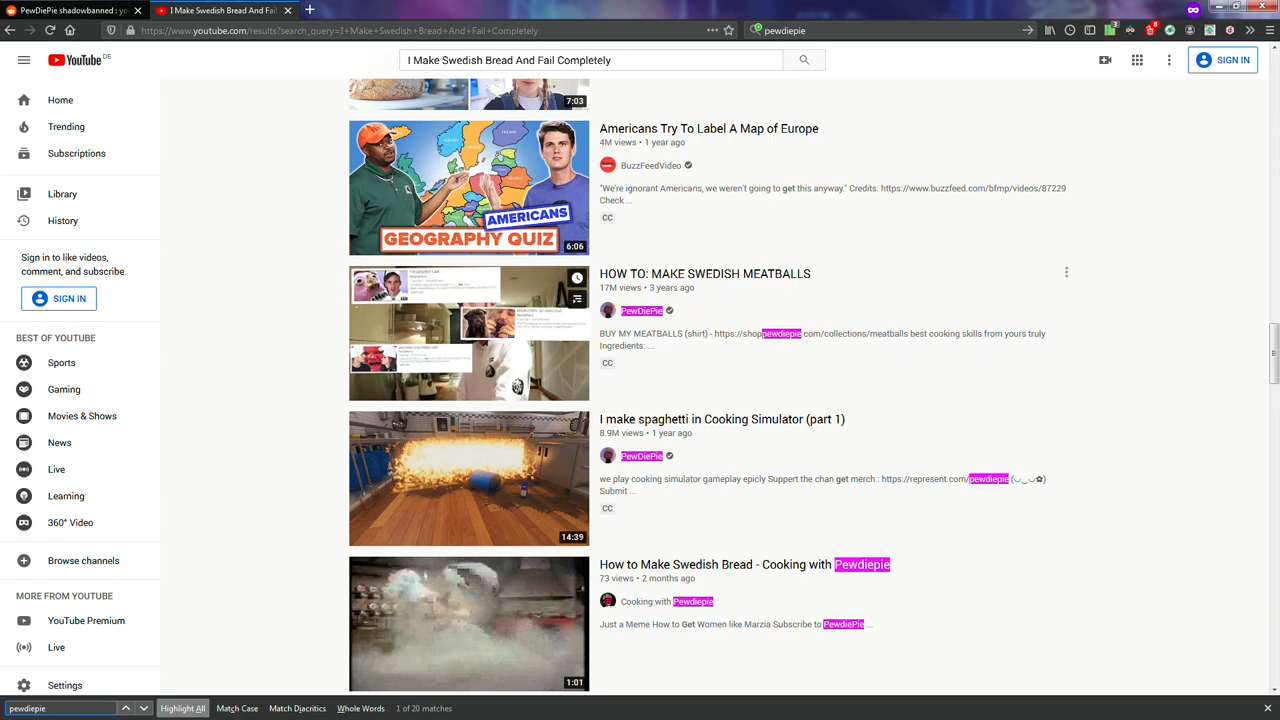 PewDiePie shadowbanned : yo
I Make Swedish Bread And Fail
https://www.youtube.com/results?search_query=I+Make+Swedish+Bread+And+Fail+Completely
pewdiepie
3
8
YouTube DE
I Make Swedish Bread And Fail Completely
SIGN IN
Home
Trending
Subscriptions
Library
History
Sign in to like videos,
comment, and subscribe.
SIGN IN
BEST OF YOUTUBE
Sports
Gaming
Movies & Shows
News
Live
Learning
360° Video
Browse channels
MORE FROM YOUTUBE
YouTube Premium
Live
Settings
7:03
AMERICANS
GEOGRAPHY QUIZ
6:06
Americans Try To Label A Map of Europe
4M views • 1 year ago
BuzzFeedVideo
"We're ignorant Americans, we weren't going to get this anyway." Credits: https://www.buzzfeed.com/bfmp/videos/87229
Check ...
CC
HOW TO: MAKE SWEDISH MEATBALLS
17M views • 3 years ago
PewDiePie
BUY MY MEATBALLS (shirt) - https://shoppewdiepie.com/collections/meatballs best cooking skills from yours truly
Ingredients: ...
CC
14:39
I make spaghetti in Cooking Simulator (part 1)
8.9M views • 1 year ago
PewDiePie
we play cooking simulator gameplay epicly Suppert the chan get merch : https://represent.com/pewdiepie (◡‿◡✿)
Submit ...
CC
1:01
How to Make Swedish Bread - Cooking with Pewdiepie
73 views • 2 months ago
Cooking with Pewdiepie
Just a Meme How to Get Women like Marzia Subscribe to PewdiePie ...
pewdiepie
Highlight All
Match Case
Match Diacritics
Whole Words
1 of 20 matches